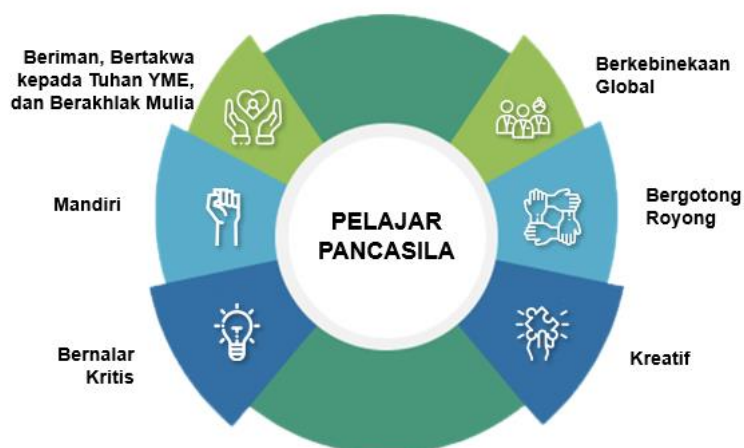 Beriman, Bertakwa
kepada Tuhan YME,
dan Berakhlak Mulia
Berkebinekaan
Global
Mandiri
PELAJAR
PANCASILA
Bergotong
Royong
Bernalar
Kritis
Kreatif